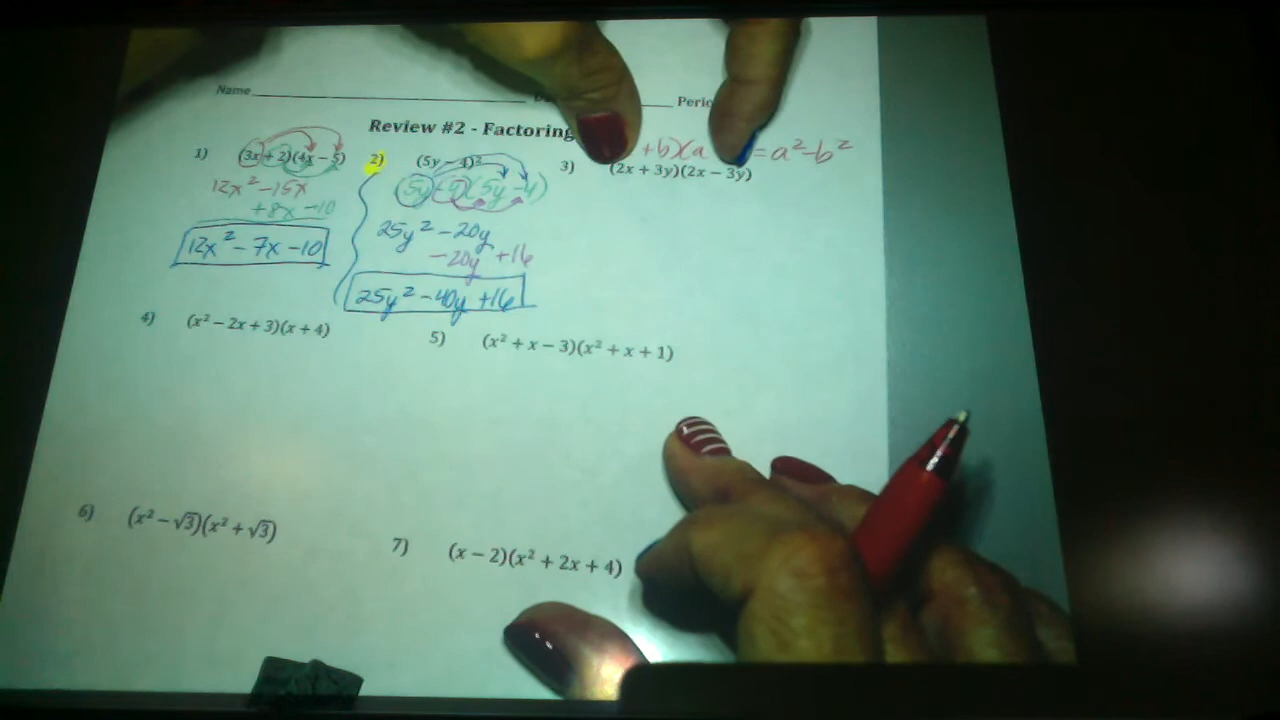 Name
Perio
Review #2 - Factoring
1) (3x + 2)(4x − 5)
12x² −15x
+8x −10
12x² − 7x − 10
2) (5y − 4)²
(5y − 4)(5y − 4)
25y² − 20y
− 20y + 16
25y² − 40y + 16
+b)(a = a² − b²
3) (2x + 3y)(2x − 3y)
4) (x² − 2x + 3)(x + 4)
5) (x² + x − 3)(x² + x + 1)
6) (x² − √3)(x² + √3)
7) (x − 2)(x² + 2x + 4)